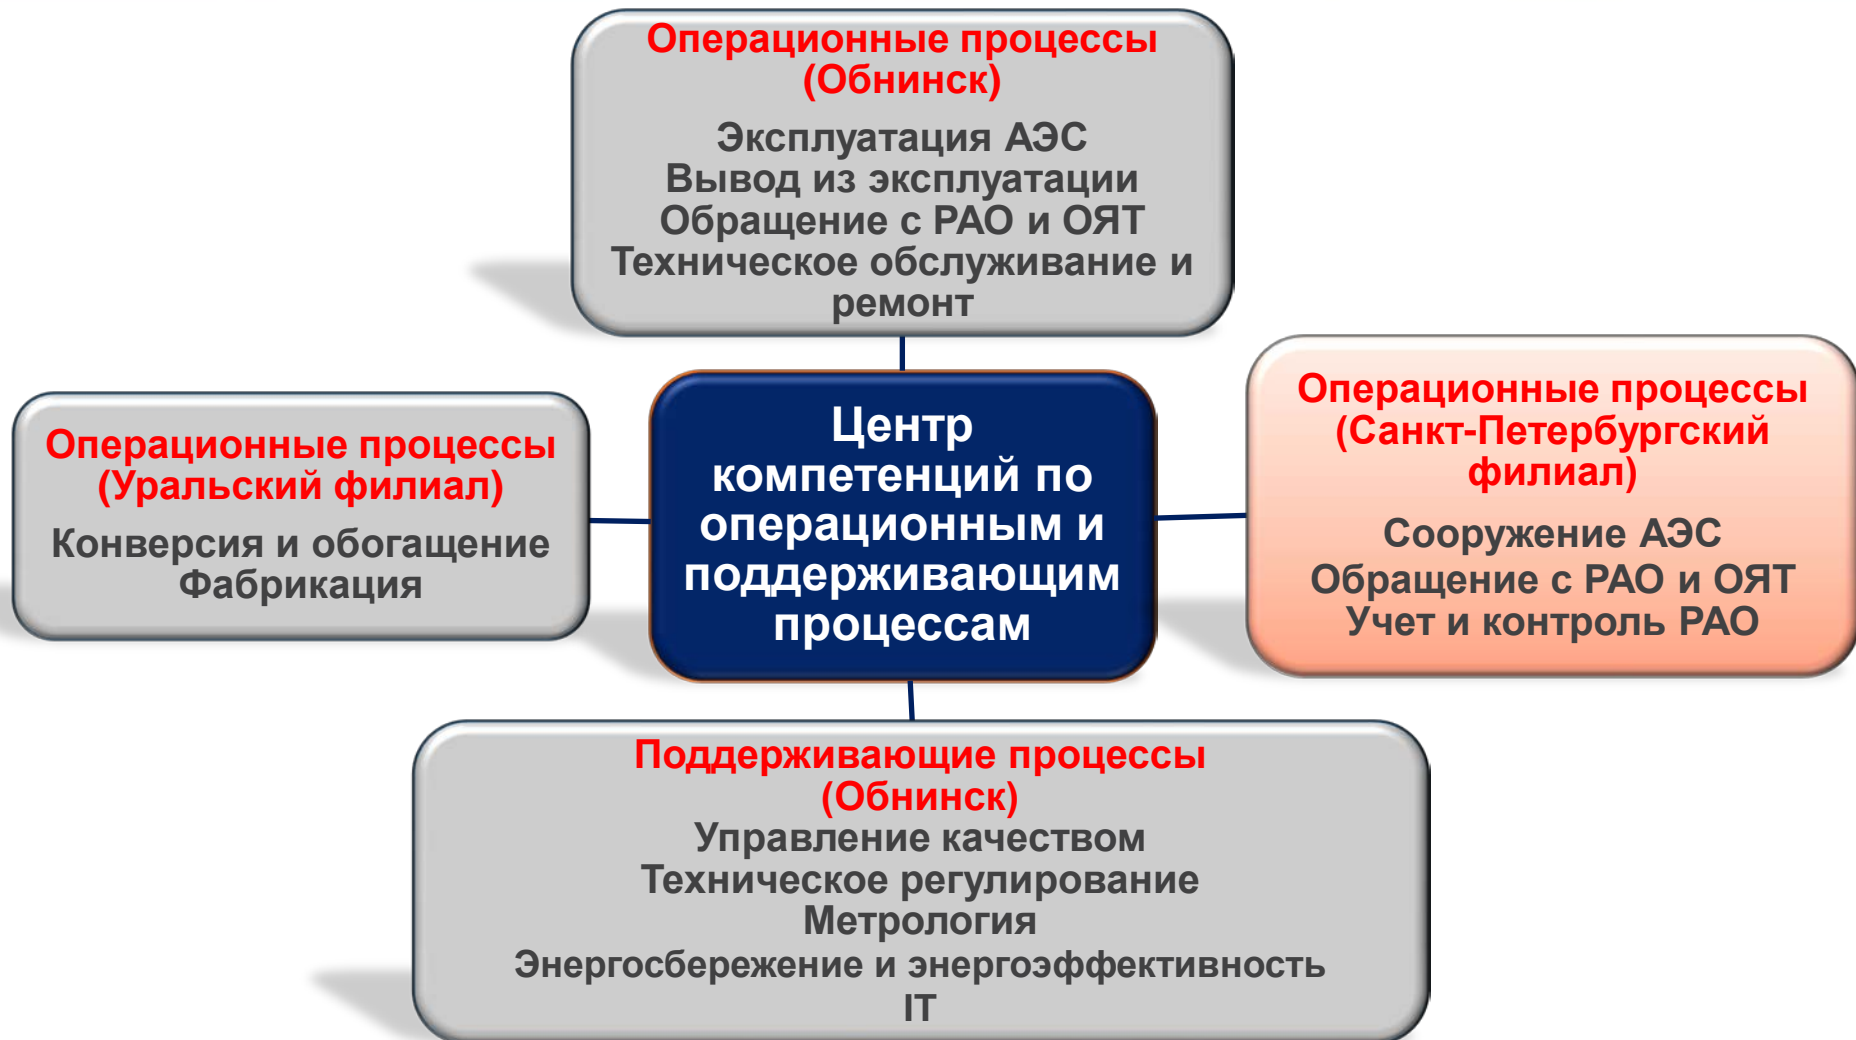 Операционные процессы
(Обнинск)
Эксплуатация АЭС
Вывод из эксплуатации
Обращение с РАО и ОЯТ
Техническое обслуживание и
ремонт
Операционные процессы
(Уральский филиал)
Конверсия и обогащение
Фабрикация
Центр
компетенций по
операционным и
поддерживающим
процессам
Операционные процессы
(Санкт-Петербургский
филиал)
Сооружение АЭС
Обращение с РАО и ОЯТ
Учет и контроль РАО
Поддерживающие процессы
(Обнинск)
Управление качеством
Техническое регулирование
Метрология
Энергосбережение и энергоэффективность
IT